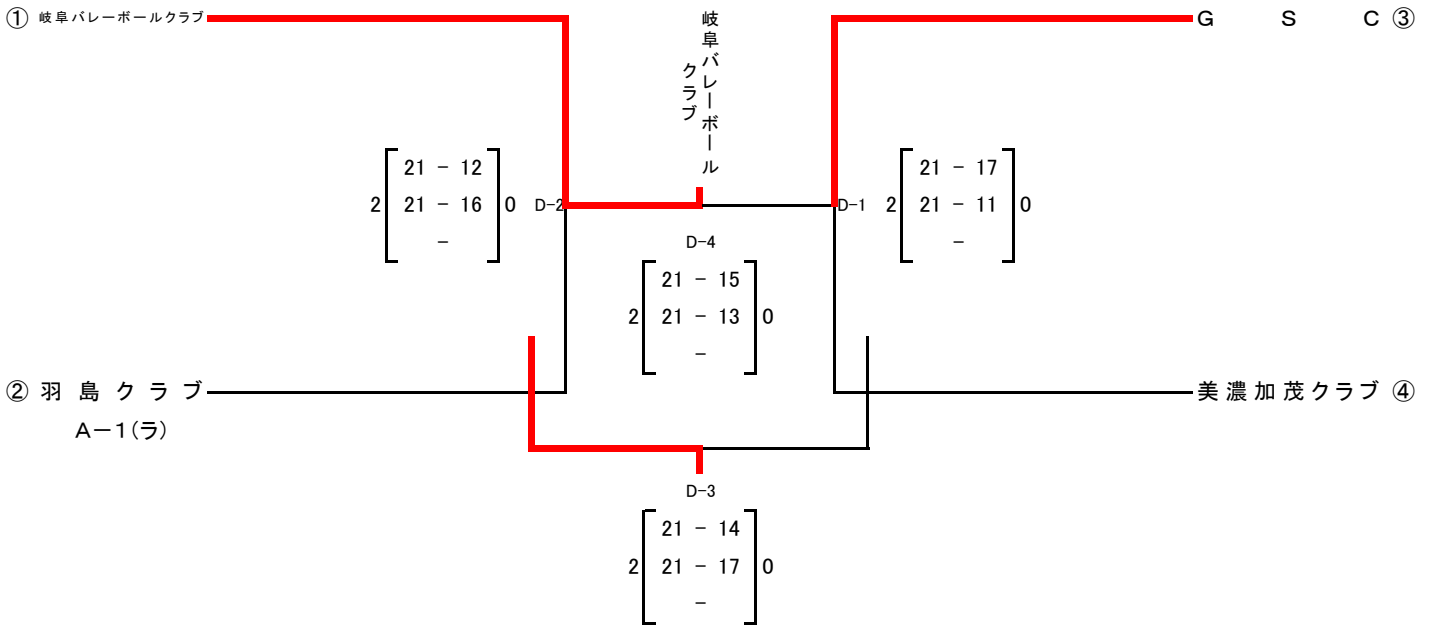 ① 岐阜バレーボールクラブ
岐阜バレーボール
クラブ
G S C ③
21 - 12
2 21 - 16 0
-
D-2
D-1
21 - 17
2 21 - 11 0
-
D-4
21 - 15
2 21 - 13 0
-
② 羽島クラブ
A-1(ラ)
美濃加茂クラブ ④
D-3
21 - 14
2 21 - 17 0
-